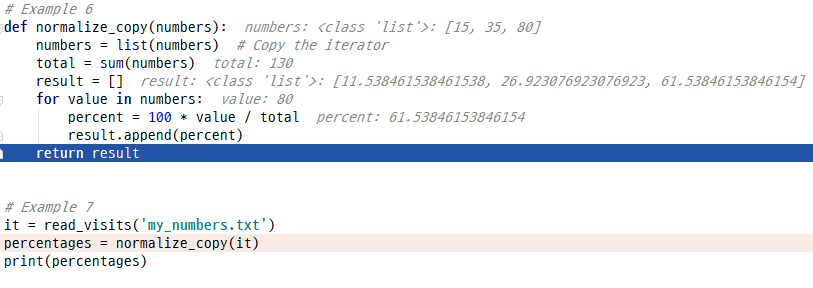 # Example 6
def normalize_copy(numbers):  numbers: <class 'list'>: [15, 35, 80]
    numbers = list(numbers)  # Copy the iterator
    total = sum(numbers)  total: 130
    result = []  result: <class 'list'>: [11.538461538461538, 26.923076923076923, 61.53846153846154]
    for value in numbers:  value: 80
        percent = 100 * value / total  percent: 61.53846153846154
        result.append(percent)
    return result
# Example 7
it = read_visits('my_numbers.txt')
percentages = normalize_copy(it)
print(percentages)